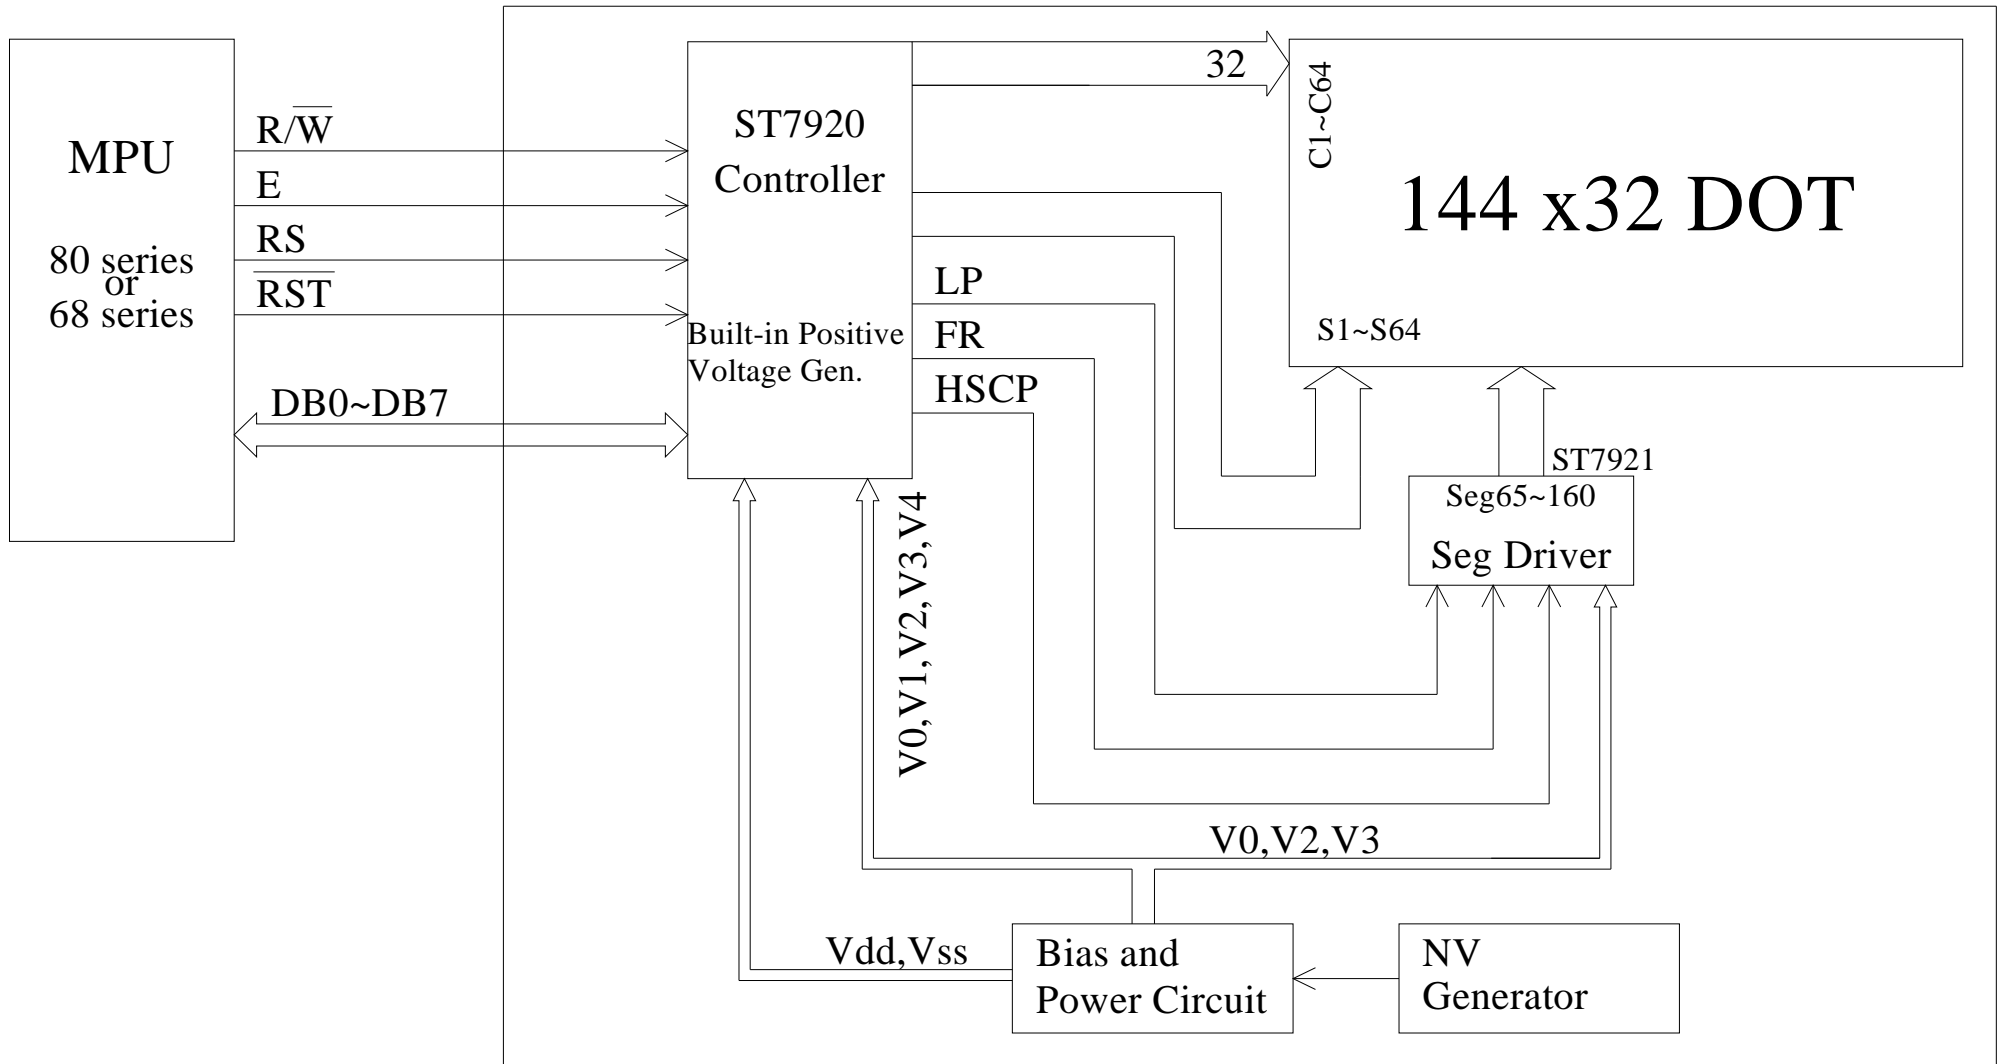 MPU
80 series
or
68 series
R/W̅
E
RS
R̅S̅T̅
DB0~DB7
ST7920
Controller
Built-in Positive
Voltage Gen.
32
C1~C64
144 x32 DOT
S1~S64
LP
FR
HSCP
ST7921
Seg65~160
Seg Driver
V0,V1,V2,V3,V4
V0,V2,V3
Vdd,Vss
Bias and
Power Circuit
NV
Generator